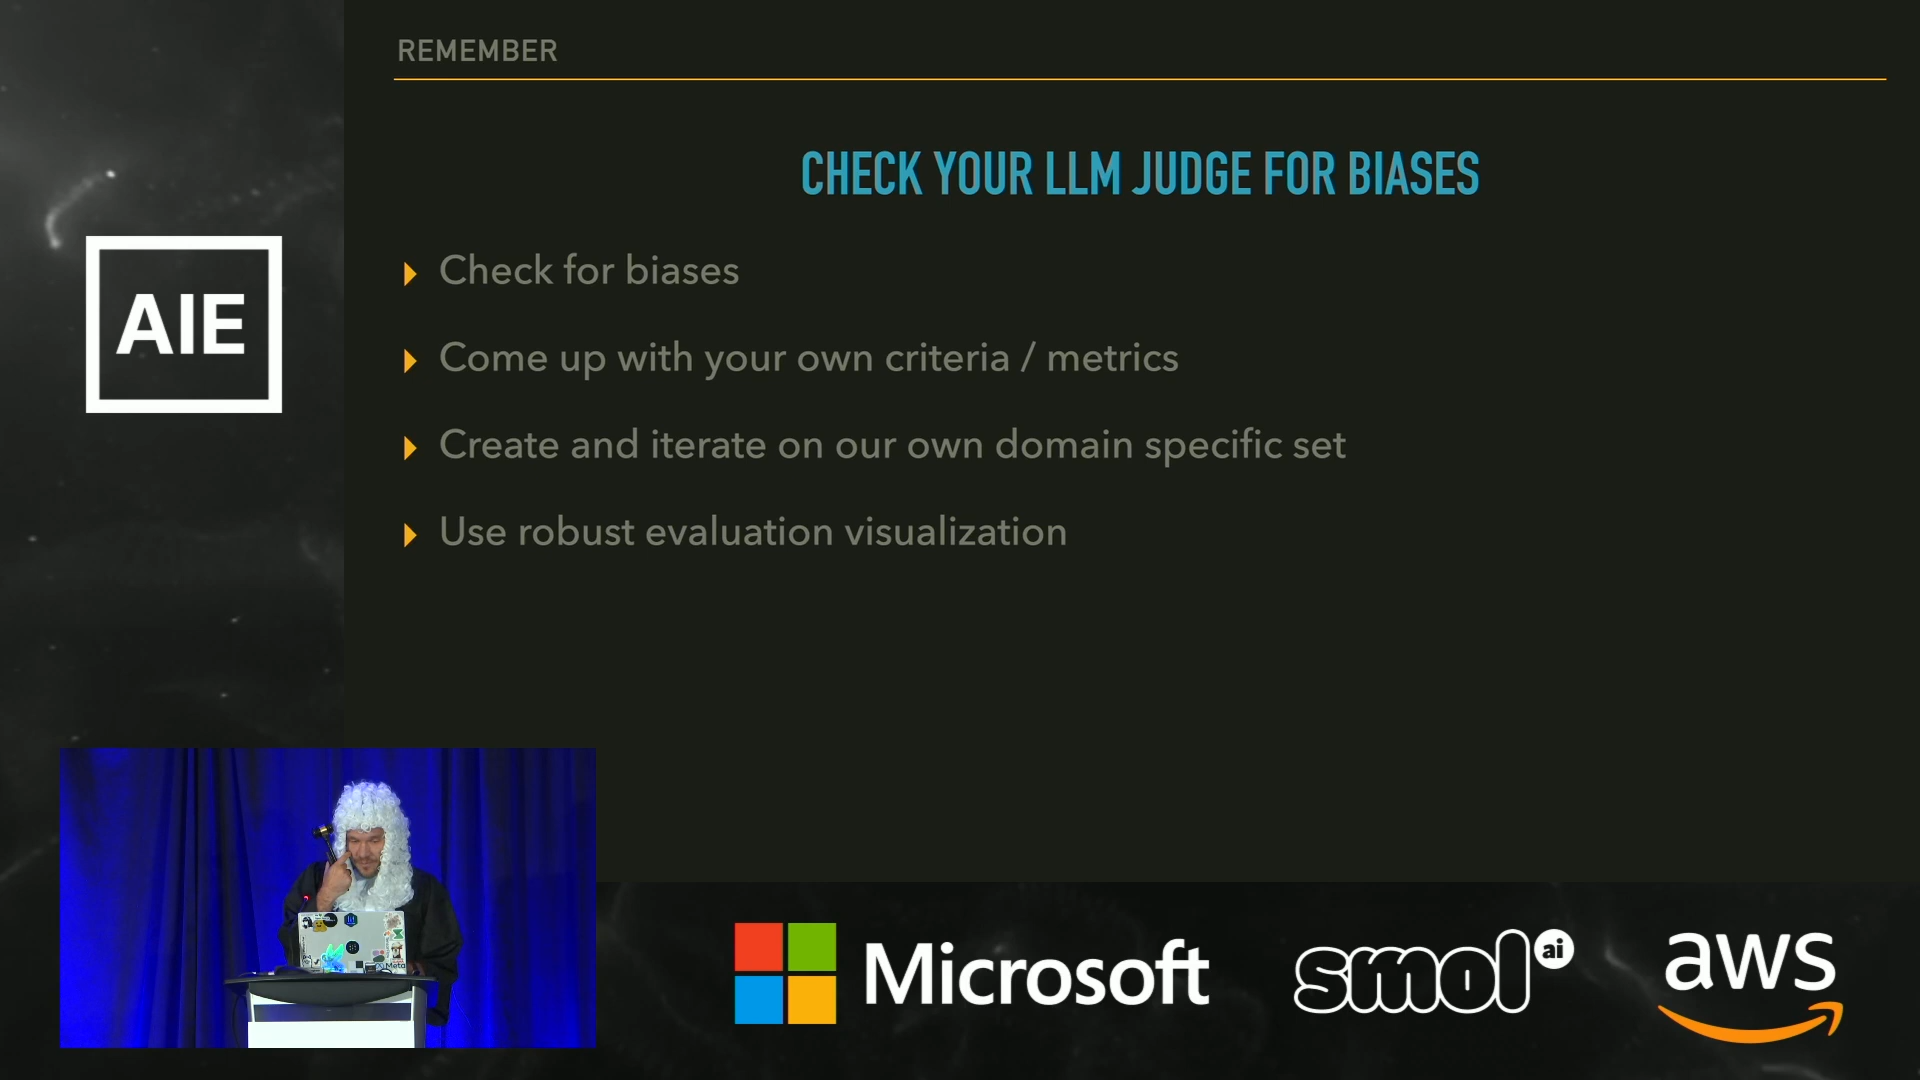 REMEMBER
CHECK YOUR LLM JUDGE FOR BIASES
Check for biases
Come up with your own criteria / metrics
Create and iterate on our own domain specific set
Use robust evaluation visualization
AIE
Meta
Microsoft
smol ai
aws